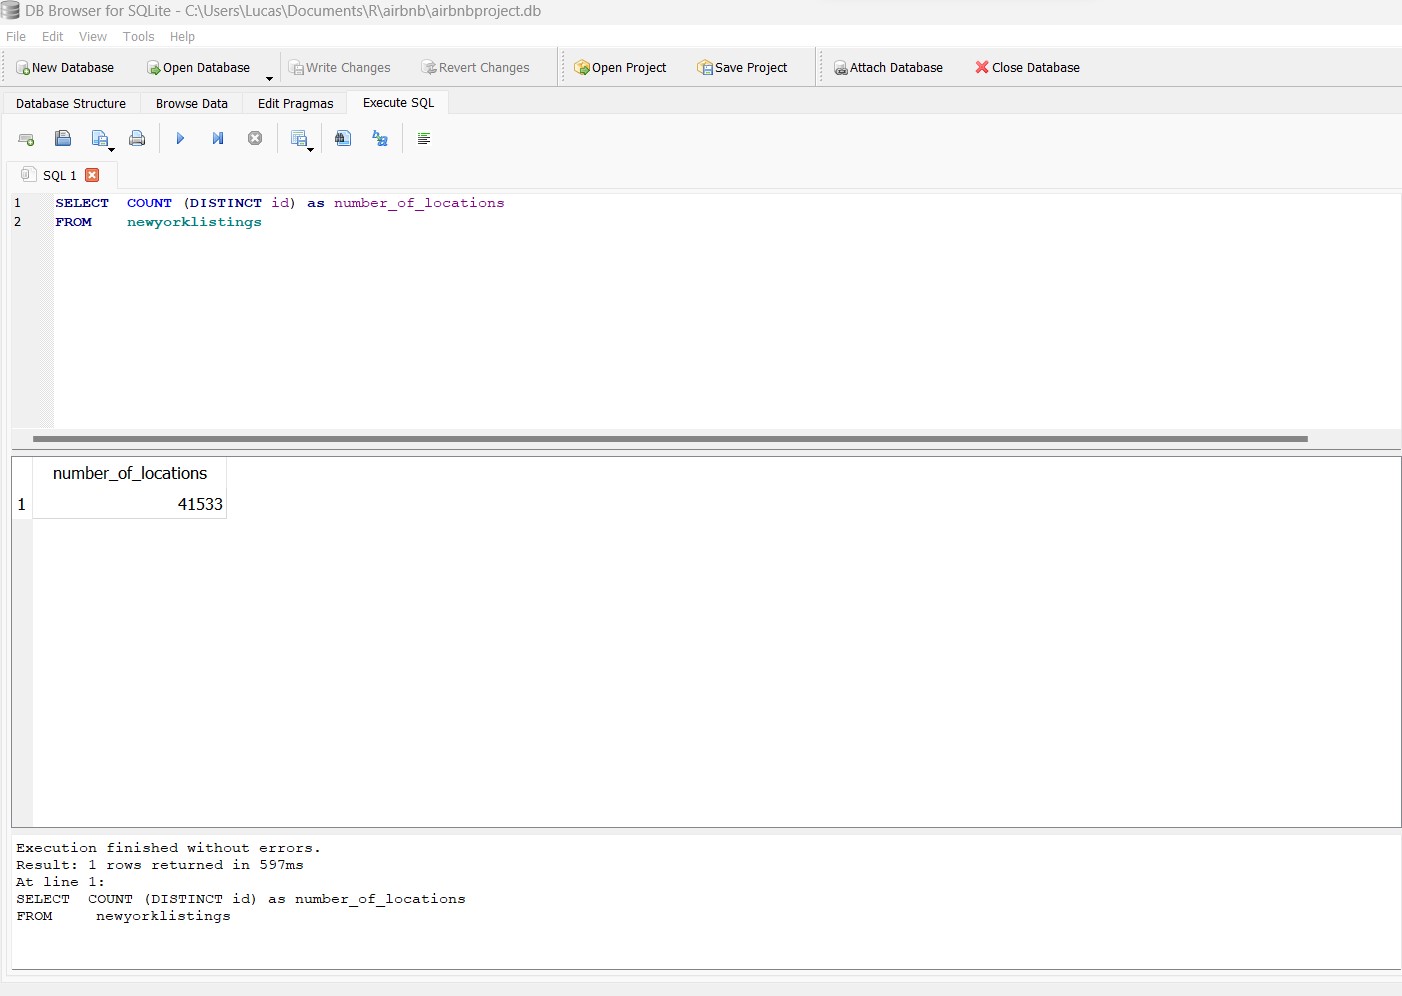 DB Browser for SQLite - C:\Users\Lucas\Documents\R\airbnb\airbnbproject.db
File Edit View Tools Help
New Database Open Database Write Changes Revert Changes Open Project Save Project Attach Database Close Database
Database Structure Browse Data Edit Pragmas Execute SQL
SQL 1
1 SELECT COUNT (DISTINCT id) as number_of_locations
2 FROM newyorklistings
number_of_locations
1 41533
Execution finished without errors.
Result: 1 rows returned in 597ms
At line 1:
SELECT COUNT (DISTINCT id) as number_of_locations
FROM newyorklistings